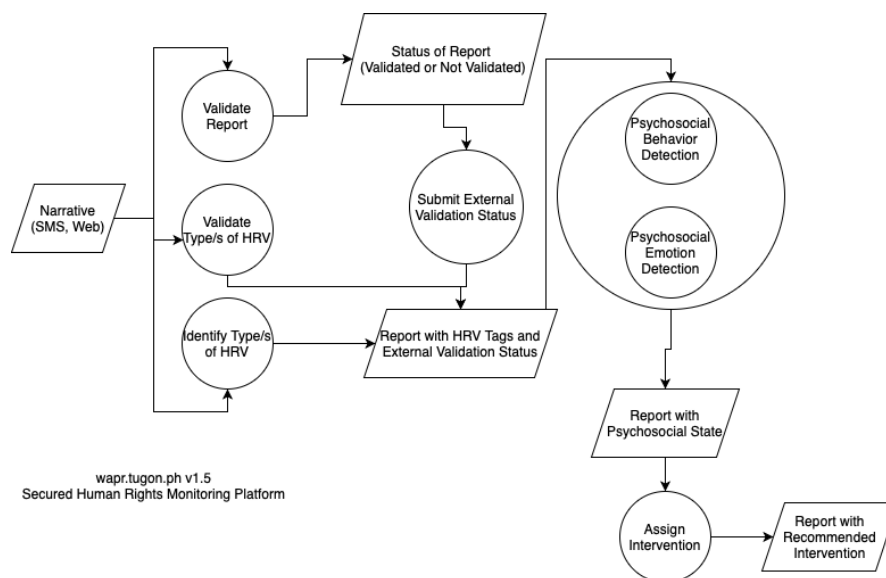 Status of Report
(Validated or Not Validated)
Validate
Report
Psychosocial
Behavior
Detection
Narrative
(SMS, Web)
Validate
Type/s of HRV
Submit External
Validation Status
Psychosocial
Emotion
Detection
Identify Type/s
of HRV
Report with HRV Tags and
External Validation Status
Report with
Psychosocial State
wapr.tugon.ph v1.5
Secured Human Rights Monitoring Platform
Assign
Intervention
Report with
Recommended
Intervention